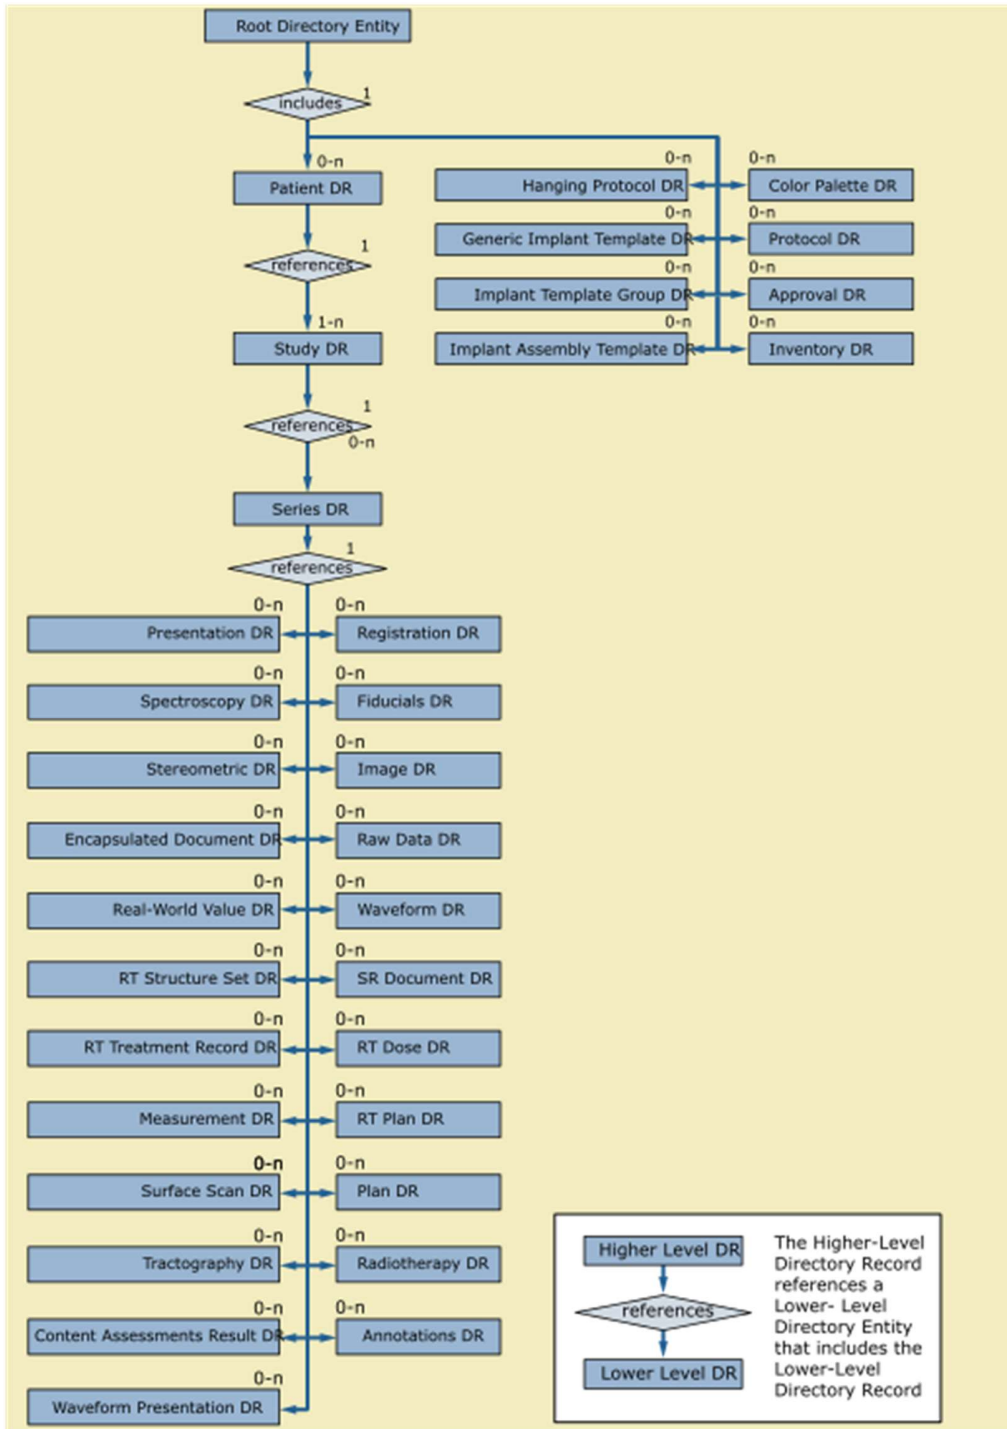 Root Directory Entity
includes
1
0-n
Patient DR
0-n 0-n
Hanging Protocol DR Color Palette DR
0-n 0-n
Generic Implant Template DR Protocol DR
0-n 0-n
Implant Template Group DR Approval DR
0-n 0-n
Implant Assembly Template DR Inventory DR
1
references
1-n
Study DR
1
references
0-n
Series DR
1
references
0-n 0-n
Presentation DR Registration DR
0-n 0-n
Spectroscopy DR Fiducials DR
0-n 0-n
Stereometric DR Image DR
0-n 0-n
Encapsulated Document DR Raw Data DR
0-n 0-n
Real-World Value DR Waveform DR
0-n 0-n
RT Structure Set DR SR Document DR
0-n 0-n
RT Treatment Record DR RT Dose DR
0-n 0-n
Measurement DR RT Plan DR
0-n 0-n
Surface Scan DR Plan DR
0-n 0-n
Tractography DR Radiotherapy DR
0-n 0-n
Content Assessments Result DR Annotations DR
0-n
Waveform Presentation DR
Higher Level DR
references
Lower Level DR
The Higher-Level
Directory Record
references a
Lower- Level
Directory Entity
that includes the
Lower-Level
Directory Record